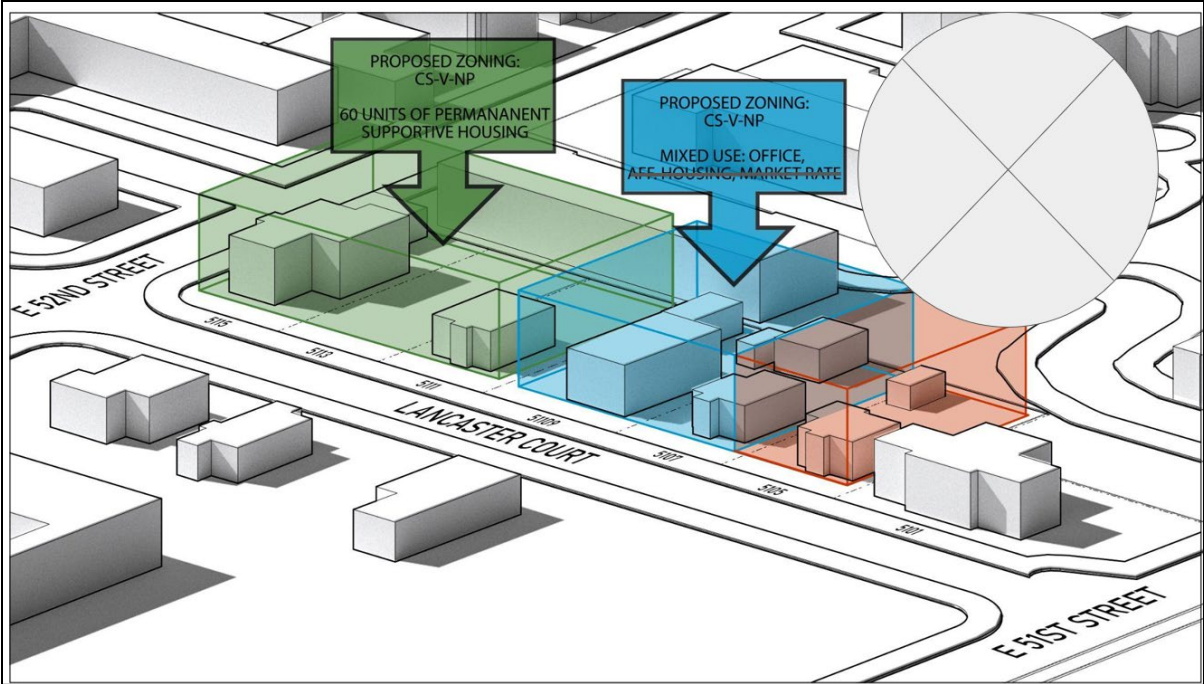 PROPOSED ZONING:
CS-V-NP
60 UNITS OF PERMANANENT
SUPPORTIVE HOUSING
PROPOSED ZONING:
CS-V-NP
MIXED USE: OFFICE,
AFF. HOUSING, MARKET RATE
E 52ND STREET
5115
5113
5111
5109
5107
5105
5101
LANCASTER COURT
E 51ST STREET